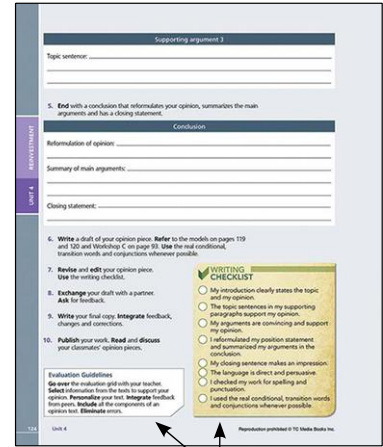 Supporting argument 3
Topic sentence:
5. End with a conclusion that reformulates your opinion, summarizes the main
arguments and has a closing statement.
Conclusion
Reformulation of opinion:
Summary of main arguments:
Closing statement:
REINVESTMENT
UNIT 4
6. Write a draft of your opinion piece. Refer to the models on pages 119
and 120 and Workshop C on page 93. Use the real conditional,
transition words and conjunctions whenever possible.
7. Revise and edit your opinion piece.
Use the writing checklist.
8. Exchange your draft with a partner.
Ask for feedback.
9. Write your final copy. Integrate feedback,
changes and corrections.
10. Publish your work. Read and discuss
your classmates' opinion pieces.
WRITING
CHECKLIST
My introduction clearly states the topic
and my opinion.
The topic sentences in my supporting
paragraphs support my opinion.
My arguments are convincing and support
my opinion.
I reformulated my position statement
and summarized my arguments in the
conclusion.
My closing sentence makes an impression.
The language is direct and persuasive.
I checked my work for spelling and
punctuation.
I used the real conditional, transition words
and conjunctions whenever possible.
Evaluation Guidelines
Go over the evaluation grid with your teacher.
Select information from the texts to support your
opinion. Personalize your text. Integrate feedback
from peers. Include all the components of an
opinion text. Eliminate errors.
124 Unit 4
Reproduction prohibited © TC Media Books Inc.